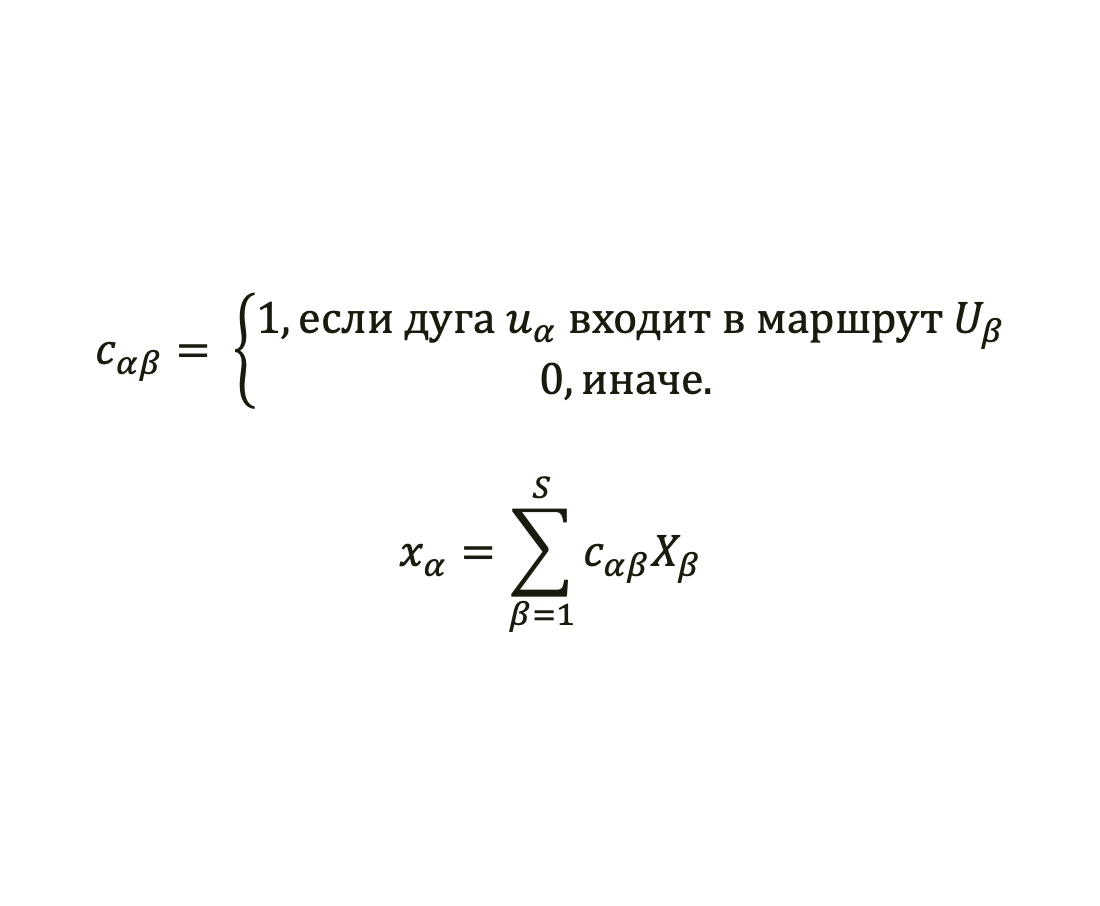 c_{αβ} = { 1, если дуга u_α входит в маршрут U_β
0, иначе.
x_α = ∑_{β=1}^{S} c_{αβ} X_β